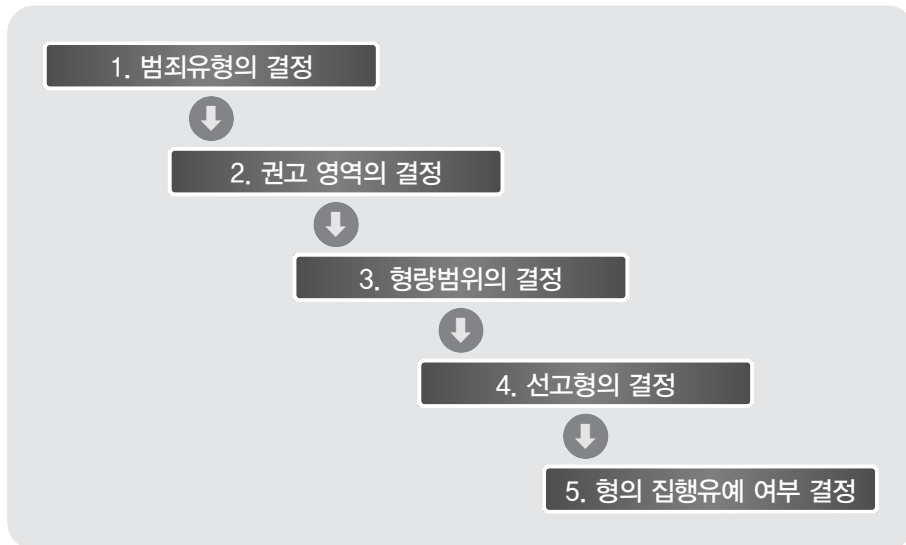 1. 범죄유형의 결정
2. 권고 영역의 결정
3. 형량범위의 결정
4. 선고형의 결정
5. 형의 집행유예 여부 결정